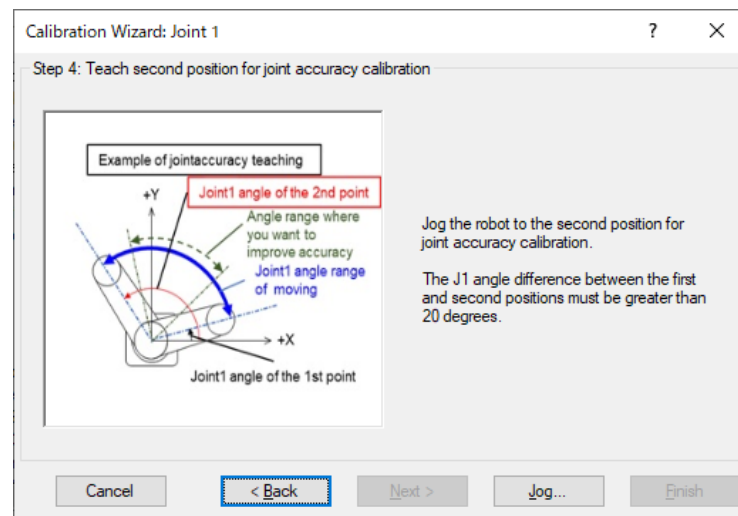 Calibration Wizard: Joint 1
?
Step 4: Teach second position for joint accuracy calibration
Example of jointaccuracy teaching
+Y
Joint1 angle of the 2nd point
Angle range where
you want to
improve accuracy
Joint1 angle range
of moving
+X
Joint1 angle of the 1st point
Jog the robot to the second position for
joint accuracy calibration.
The J1 angle difference between the first
and second positions must be greater than
20 degrees.
Cancel
< Back
Next >
Jog...
Finish